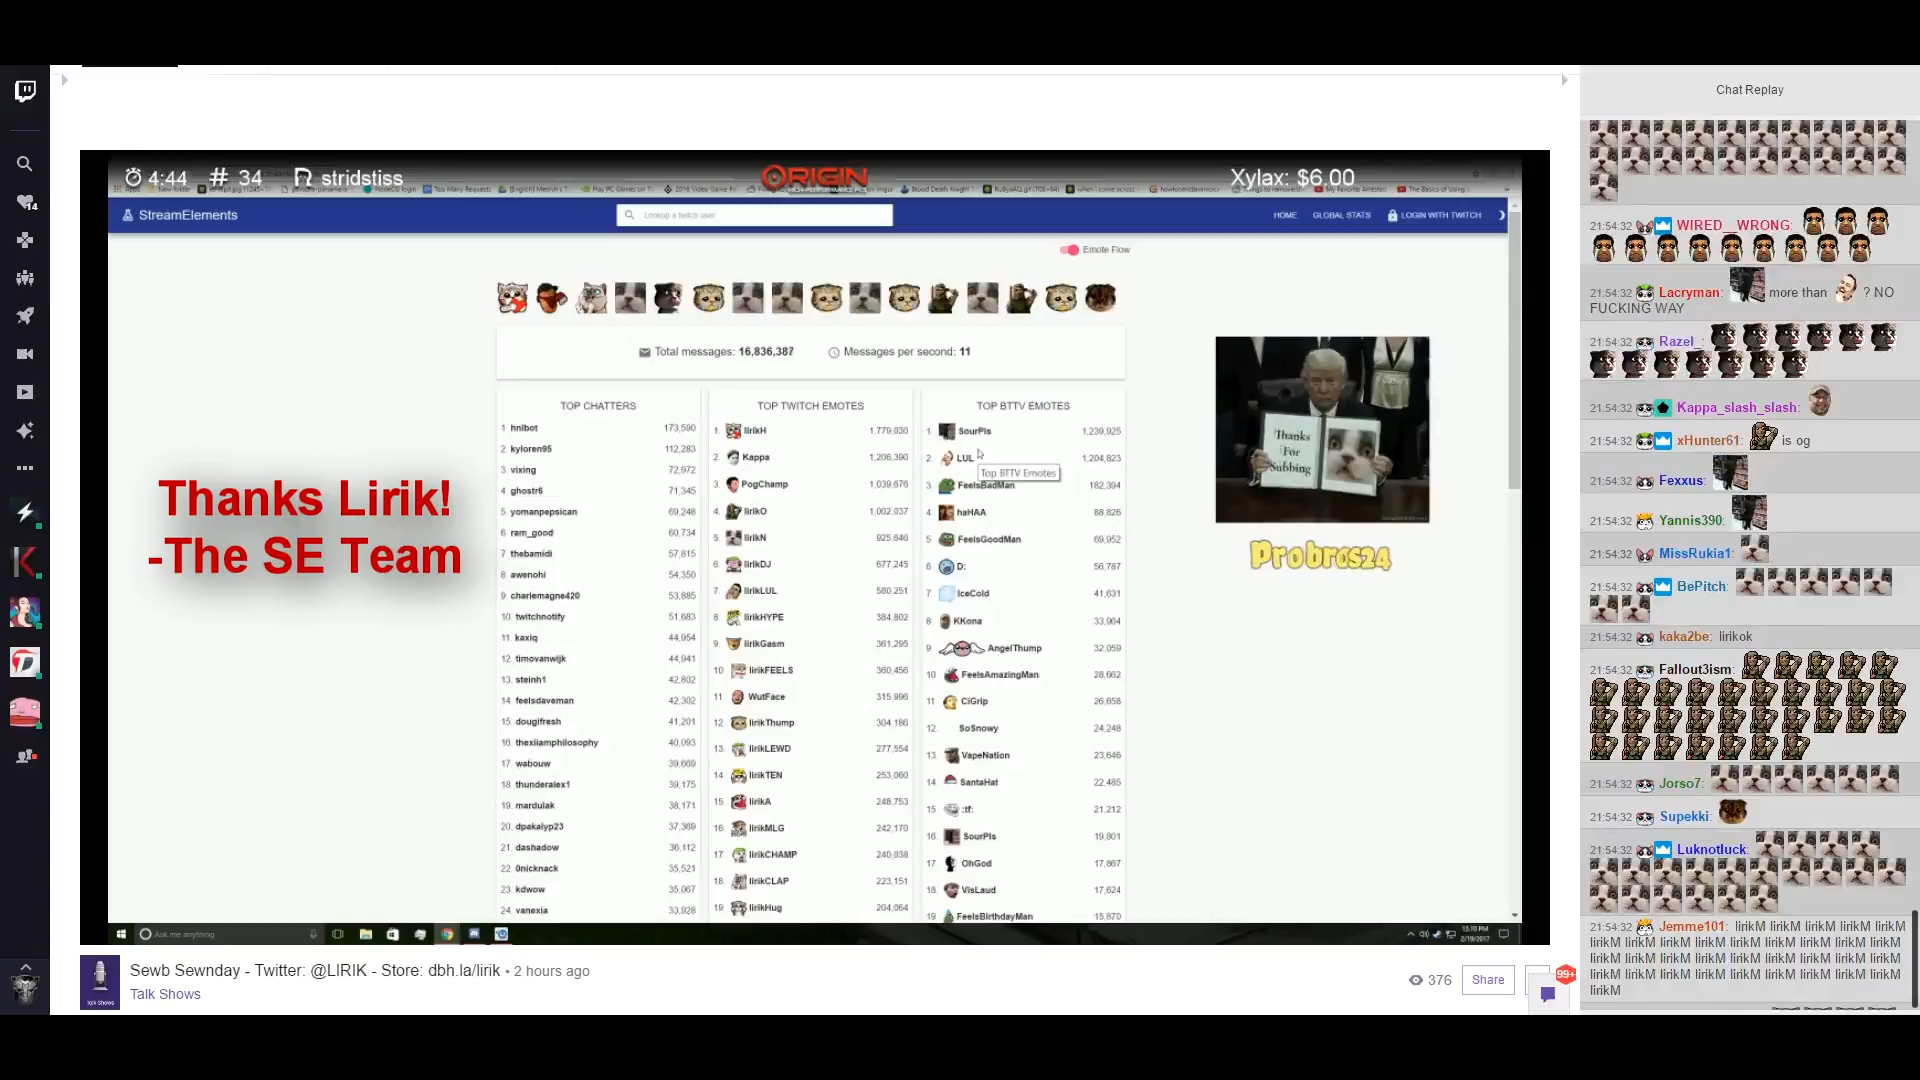 Chat Replay
4:44 # 34 stridstiss
ORIGIN
Xylax: $6.00
StreamElements
Lookup a twitch user
HOME GLOBAL STATS LOGIN WITH TWITCH
Emote Flow
Total messages: 16,836,387 Messages per second: 11
TOP CHATTERS
1 hnlbot 173,590
2. kyloren95 112,283
3. vixing 72,972
4 ghostr6 71,345
5. yomanpepsican 69,248
6. ram_good 60,734
7 thebamidi 57,815
8. awenohi 54,350
9. charlemagne420 53,885
10. twitchnotify 51,683
11. kaxiq 44,954
12. timovanwijk 44,941
13. steinh1 42,802
14 feelsdaveman 42,302
15. dougifresh 41,201
16. thexliamphilosophy 40,093
17. wabouw 39,669
18. thunderalex1 39,175
19. mardulak 38,171
20. dpakalyp23 37,369
21. dashadow 36,112
22. 0nicknack 35,521
23. kdwow 35,067
24. vanexia 33,928
TOP TWITCH EMOTES
1. lirikH 1,779,030
2. Kappa 1,206,390
3. PogChamp 1,039,676
4. lirikO 1,002,037
5. lirikN 925,646
6. lirikDJ 677,245
7. lirikLUL 580,251
8. lirikHYPE 384,802
9. lirikGasm 361,295
10. lirikFEELS 360,456
11 WutFace 315,996
12 lirikThump 304,186
13. lirikLEWD 277,554
14 lirikTEN 253,060
15. lirikA 248,753
16. lirikMLG 242,170
17. lirikCHAMP 240,038
18. lirikCLAP 223,151
19 lirikHug 204,064
TOP BTTV EMOTES
1 SourPls 1,239,925
2. LUL 1,204,823
Top BTTV Emotes
3 FeelsBadMan 182,394
4 haHAA 88,826
5 FeelsGoodMan 69,952
6 D: 56,787
7. IceCold 41,631
8. KKona 33,964
9 AngelThump 32,059
10 FeelsAmazingMan 28,662
11 CiGrip 26,658
12. SoSnowy 24,248
13. VapeNation 23,646
14. SantaHat 22,485
15 :tf: 21,212
16. SourPls 19,801
17 OhGod 17,867
18. VisLaud 17,624
19 FeelsBirthdayMan 15,870
Thanks Lirik!
-The SE Team
Thanks
For
Subbing
Probros24
Ask me anything
12:10 PM
2/19/2017
Talk Shows
Sewb Sewnday - Twitter: @LIRIK - Store: dbh.la/lirik • 2 hours ago
Talk Shows
376 Share
99+
14
21:54:32 WIRED__WRONG:
21:54:32 Lacryman: more than ? NO
FUCKING WAY
21:54:32 Razel_:
21:54:32 Kappa_slash_slash:
21:54:32 xHunter61: is og
21:54:32 Fexxus:
21:54:32 Yannis390:
21:54:32 MissRukia1:
21:54:32 BePitch:
21:54:32 kaka2be: lirikok
21:54:32 Fallout3ism:
21:54:32 Jorso7:
21:54:32 Supekki:
21:54:32 Luknotluck:
21:54:32 Jemme101: lirikM lirikM lirikM lirikM lirikM
lirikM lirikM lirikM lirikM lirikM lirikM lirikM lirikM lirikM
lirikM lirikM lirikM lirikM lirikM lirikM lirikM lirikM lirikM
lirikM lirikM lirikM lirikM lirikM lirikM lirikM lirikM lirikM
lirikM